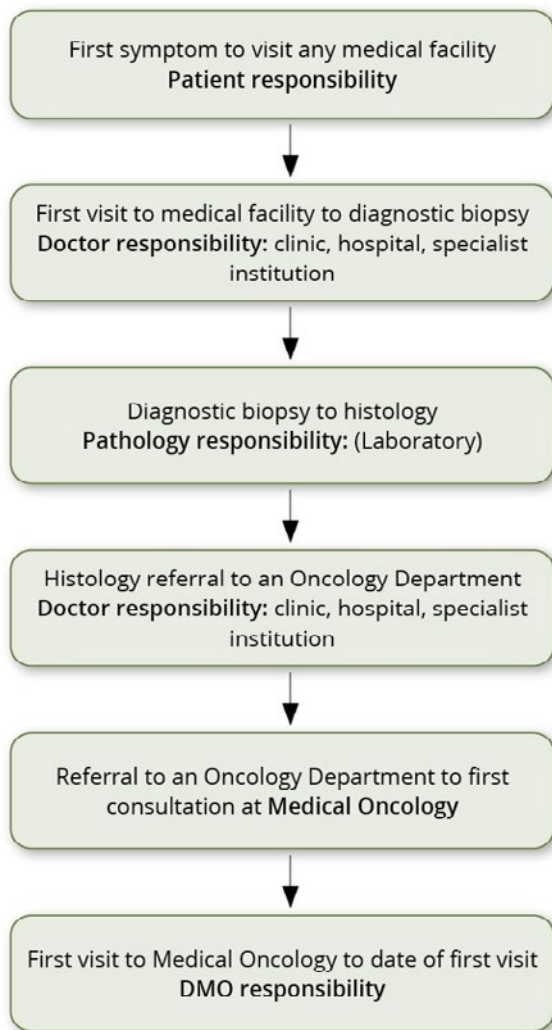 First symptom to visit any medical facility
Patient responsibility
First visit to medical facility to diagnostic biopsy
Doctor responsibility: clinic, hospital, specialist
institution
Diagnostic biopsy to histology
Pathology responsibility: (Laboratory)
Histology referral to an Oncology Department
Doctor responsibility: clinic, hospital, specialist
institution
Referral to an Oncology Department to first
consultation at Medical Oncology
First visit to Medical Oncology to date of first visit
DMO responsibility